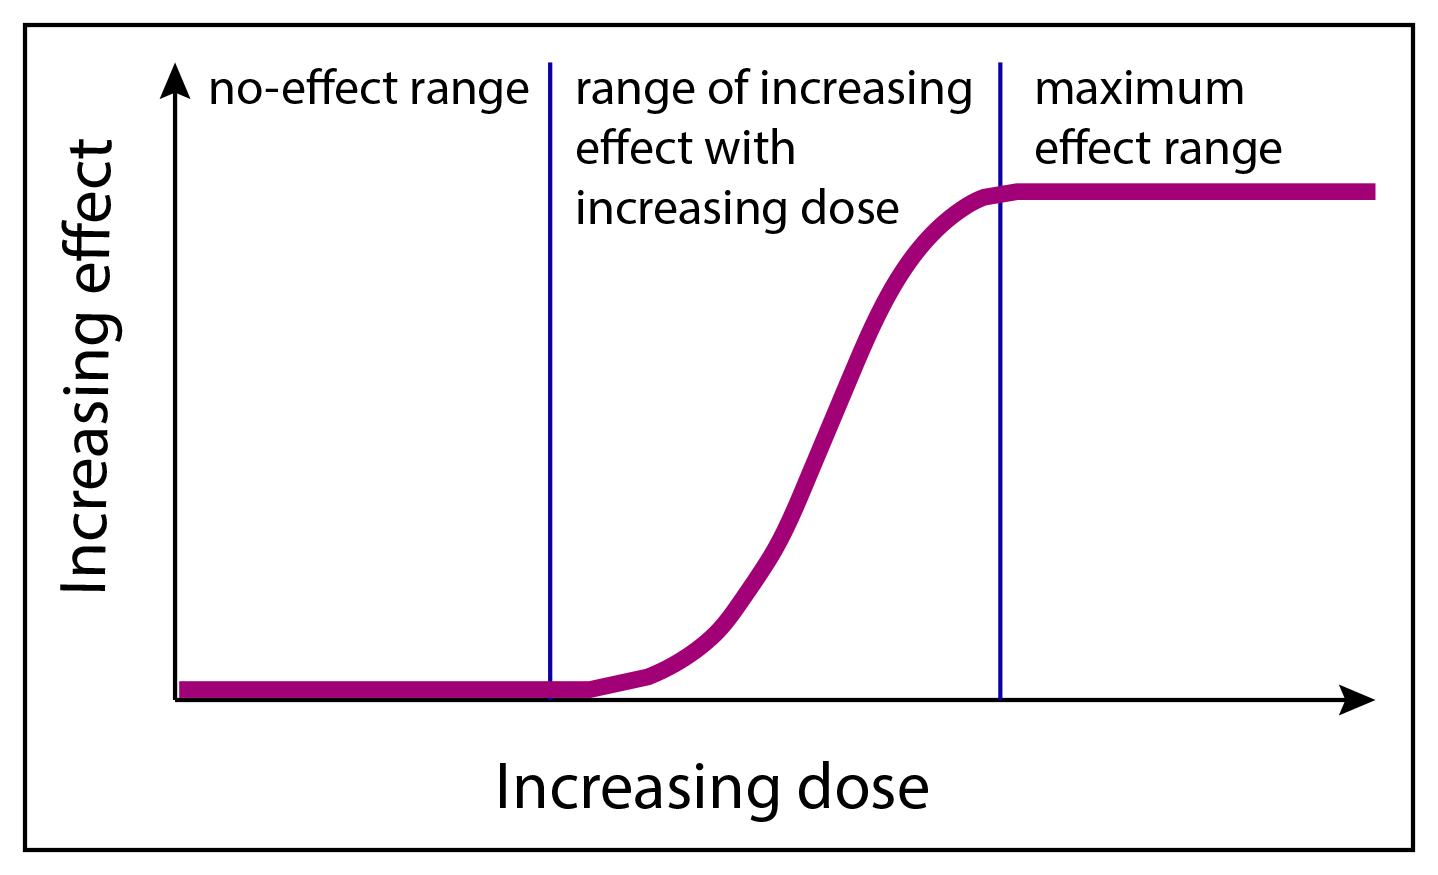 no-effect range
range of increasing
effect with
increasing dose
maximum
effect range
Increasing effect
Increasing dose